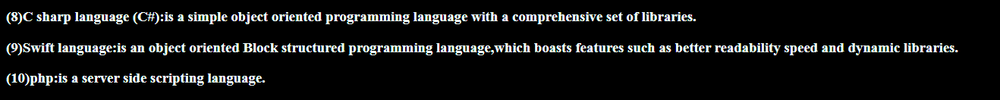 (8)C sharp language (C#):is a simple object oriented programming language with a comprehensive set of libraries.
(9)Swift language:is an object oriented Block structured programming language,which boasts features such as better readability speed and dynamic libraries.
(10)php:is a server side scripting language.